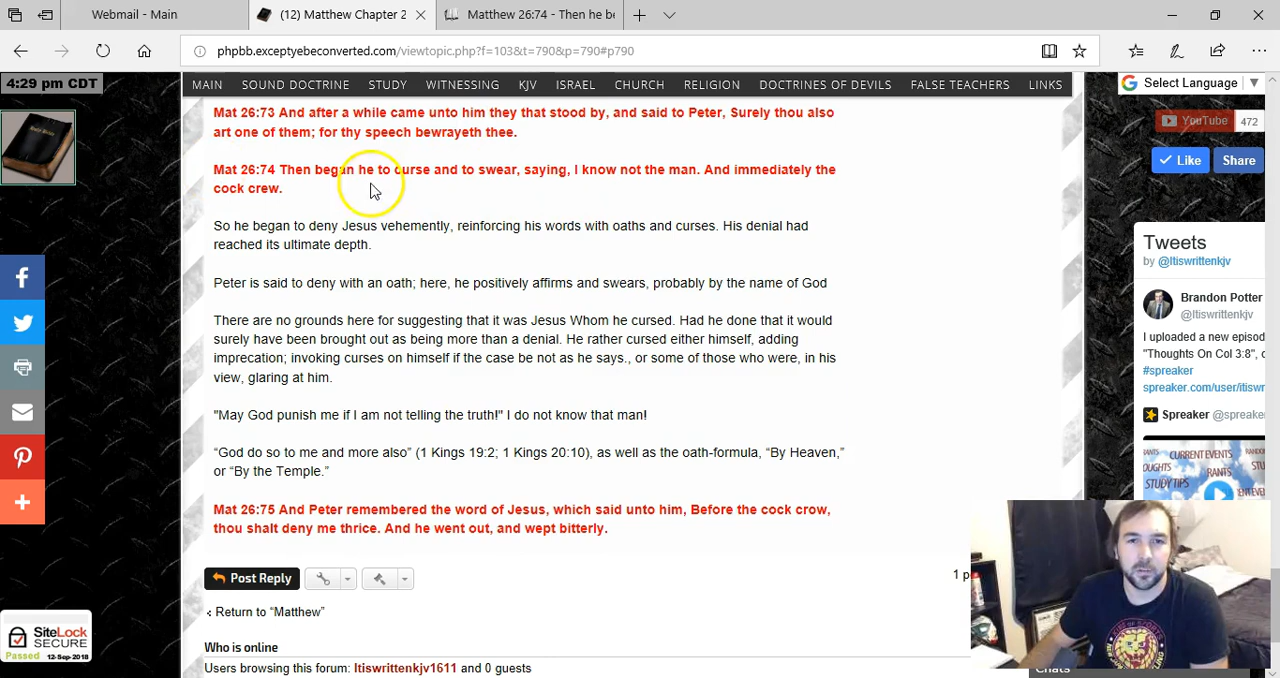 Webmail - Main
(12) Matthew Chapter 2
Matthew 26:74 - Then he be
phpbb.exceptyebeconverted.com/viewtopic.php?f=103&t=790&p=790#p790
4:29 pm CDT
MAIN SOUND DOCTRINE STUDY WITNESSING KJV ISRAEL CHURCH RELIGION DOCTRINES OF DEVILS FALSE TEACHERS LINKS
Select Language
YouTube 472
Like Share
Mat 26:73 And after a while came unto him they that stood by, and said to Peter, Surely thou also
art one of them; for thy speech bewrayeth thee.
Mat 26:74 Then began he to curse and to swear, saying, I know not the man. And immediately the
cock crew.
So he began to deny Jesus vehemently, reinforcing his words with oaths and curses. His denial had
reached its ultimate depth.
Peter is said to deny with an oath; here, he positively affirms and swears, probably by the name of God
There are no grounds here for suggesting that it was Jesus Whom he cursed. Had he done that it would
surely have been brought out as being more than a denial. He rather cursed either himself, adding
imprecation; invoking curses on himself if the case be not as he says., or some of those who were, in his
view, glaring at him.
"May God punish me if I am not telling the truth!" I do not know that man!
“God do so to me and more also” (1 Kings 19:2; 1 Kings 20:10), as well as the oath-formula, “By Heaven,”
or “By the Temple.”
Mat 26:75 And Peter remembered the word of Jesus, which said unto him, Before the cock crow,
thou shalt deny me thrice. And he went out, and wept bitterly.
Post Reply
1 p
Return to “Matthew”
Who is online
Users browsing this forum: Itiswrittenkjv1611 and 0 guests
Tweets
by @Itiswrittenkjv
Brandon Potter
@Itiswrittenkjv
I uploaded a new episod
"Thoughts On Col 3:8", o
#spreaker
spreaker.com/user/itiswr
Spreaker @spreake
CURRENT EVENTS
RANTS
STUDY TIPS
SiteLock
SECURE
Passed 12-Sep-2018
Chats